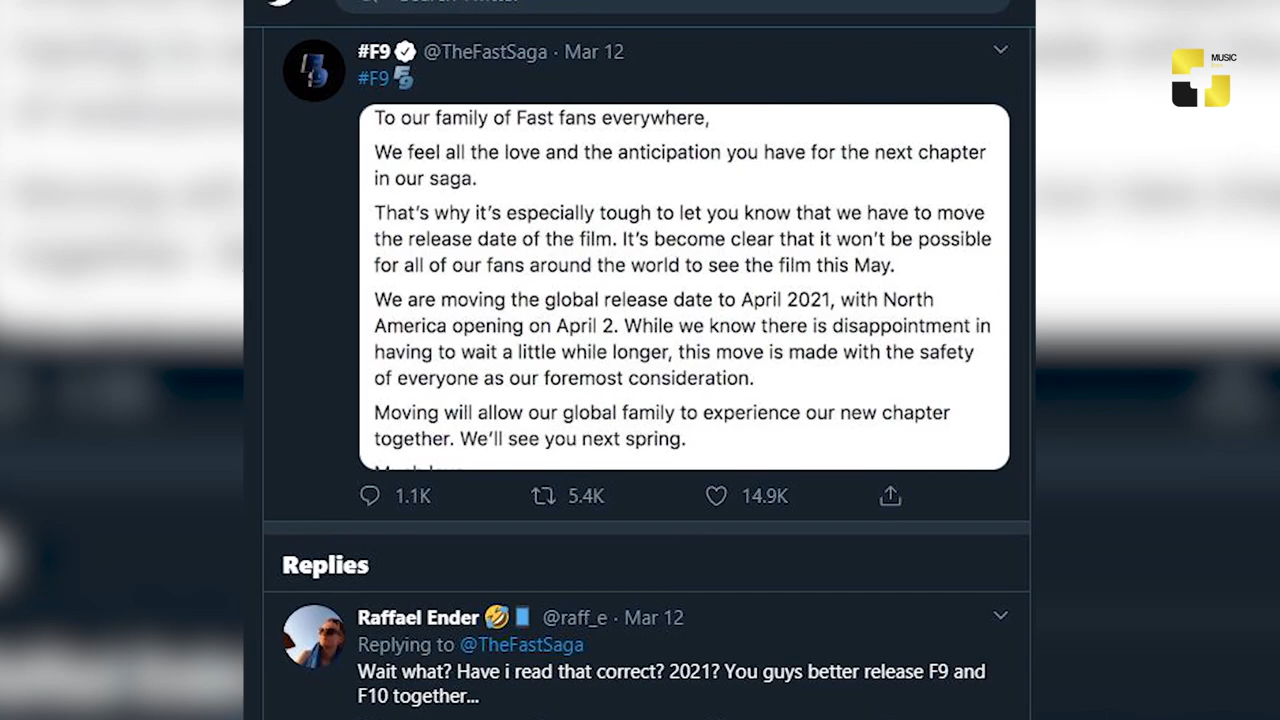 #F9 @TheFastSaga · Mar 12
#F9
MUSIC
To our family of Fast fans everywhere,
We feel all the love and the anticipation you have for the next chapter
in our saga.
That's why it's especially tough to let you know that we have to move
the release date of the film. It's become clear that it won't be possible
for all of our fans around the world to see the film this May.
We are moving the global release date to April 2021, with North
America opening on April 2. While we know there is disappointment in
having to wait a little while longer, this move is made with the safety
of everyone as our foremost consideration.
Moving will allow our global family to experience our new chapter
together. We'll see you next spring.
1.1K 5.4K 14.9K
Replies
Raffael Ender @raff_e · Mar 12
Replying to @TheFastSaga
Wait what? Have i read that correct? 2021? You guys better release F9 and
F10 together...